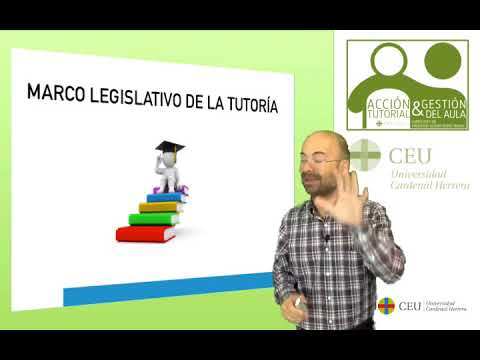 MARCO LEGISLATIVO DE LA TUTORÍA
ACCIÓN
TUTORIAL
&
GESTIÓN
DEL AULA
CEU
Universidad
Cardenal Herrera
CEU
Universidad
Cardenal Herrera